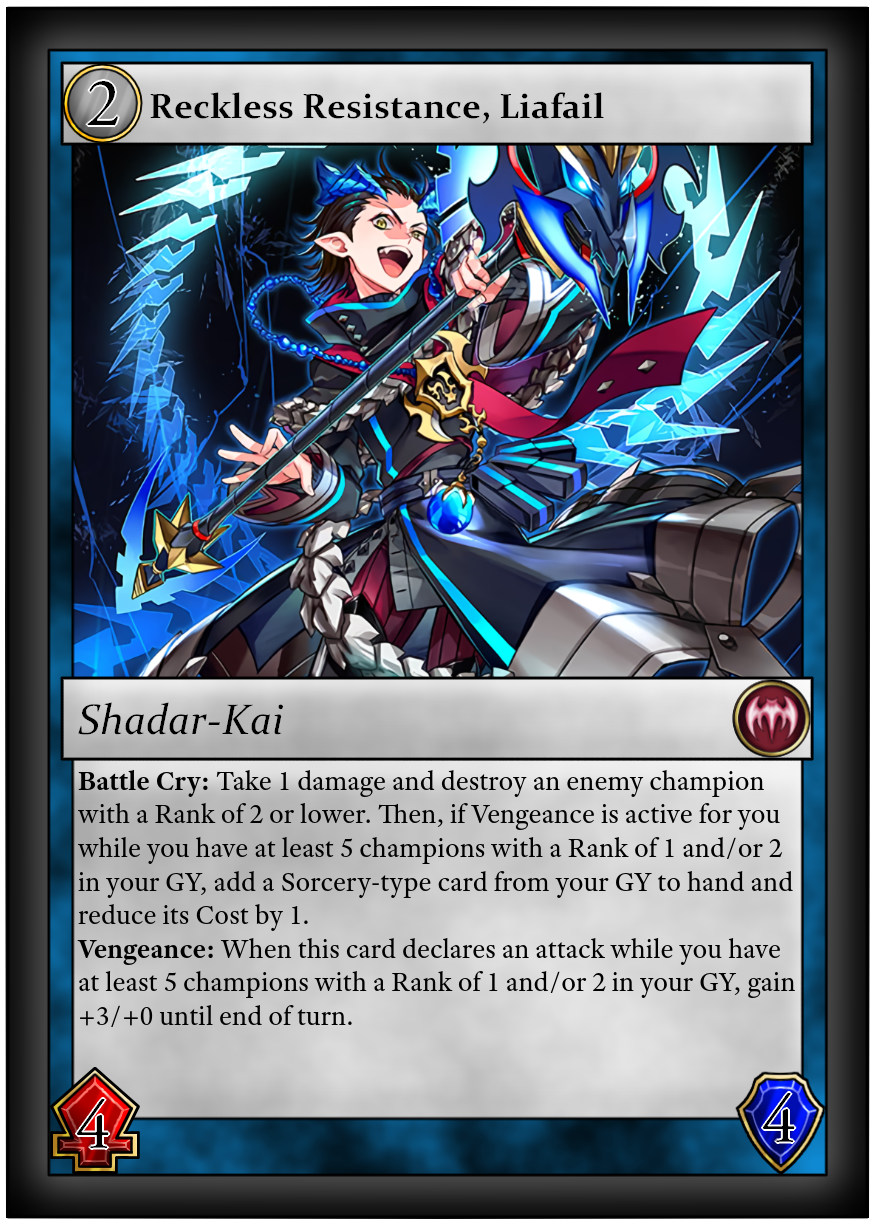 2
Reckless Resistance, Liafail
Shadar-Kai
Battle Cry: Take 1 damage and destroy an enemy champion
with a Rank of 2 or lower. Then, if Vengeance is active for you
while you have at least 5 champions with a Rank of 1 and/or 2
in your GY, add a Sorcery-type card from your GY to hand and
reduce its Cost by 1.
Vengeance: When this card declares an attack while you have
at least 5 champions with a Rank of 1 and/or 2 in your GY, gain
+3/+0 until end of turn.
4
4